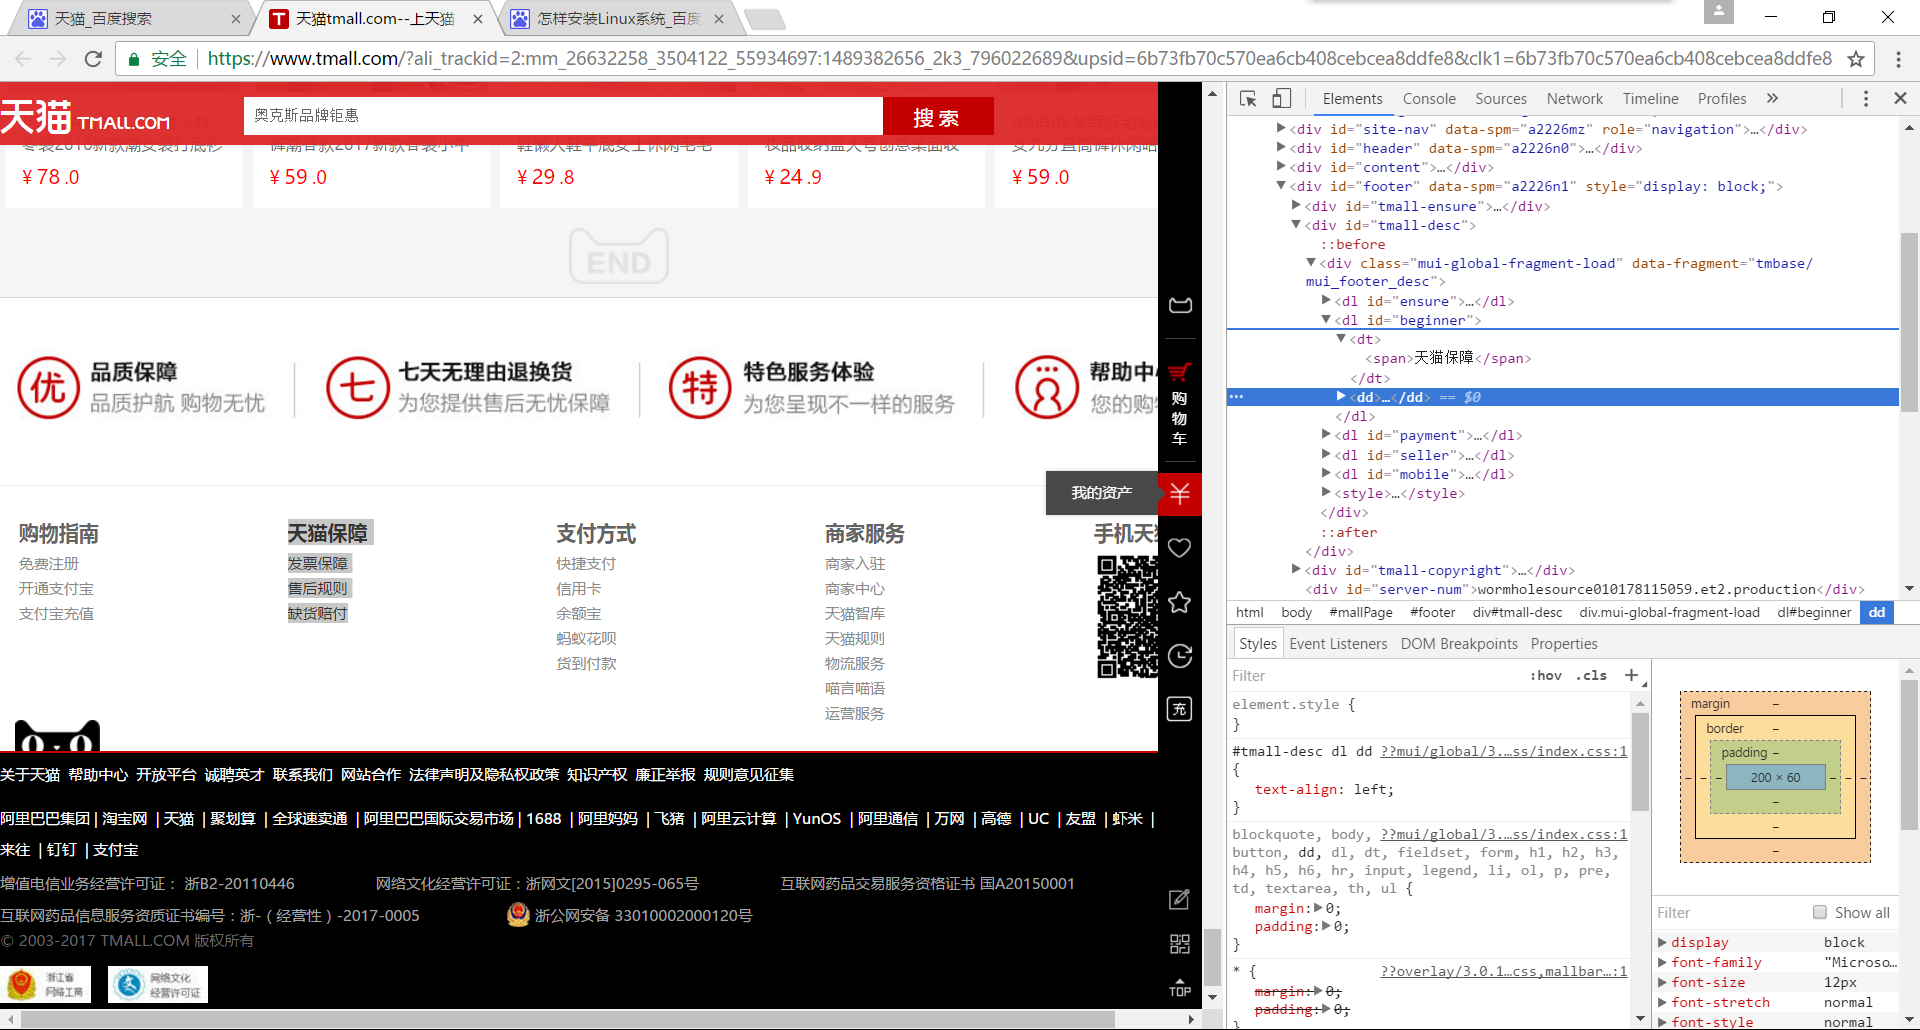 天猫_百度搜索
天猫tmall.com--上天猫
怎样安装Linux系统_百度
安全
https://www.tmall.com/?ali_trackid=2:mm_26632258_3504122_55934697:1489382656_2k3_796022689&upsid=6b73fb70c570ea6cb408cebcea8ddfe8&clk1=6b73fb70c570ea6cb408cebcea8ddfe8
天猫 TMALL.COM
奥克斯品牌钜惠
搜索
¥ 78 .0
¥ 59 .0
¥ 29 .8
¥ 24 .9
¥ 59 .0
END
优
品质保障
品质护航 购物无忧
七
七天无理由退换货
为您提供售后无忧保障
特
特色服务体验
为您呈现不一样的服务
帮助中
您的购
购物车
我的资产
购物指南
免费注册
开通支付宝
支付宝充值
天猫保障
发票保障
售后规则
缺货赔付
支付方式
快捷支付
信用卡
余额宝
蚂蚁花呗
货到付款
商家服务
商家入驻
商家中心
天猫智库
天猫规则
物流服务
喵言喵语
运营服务
手机天猫
充
TOP
关于天猫 帮助中心 开放平台 诚聘英才 联系我们 网站合作 法律声明及隐私权政策 知识产权 廉正举报 规则意见征集
阿里巴巴集团 | 淘宝网 | 天猫 | 聚划算 | 全球速卖通 | 阿里巴巴国际交易市场 | 1688 | 阿里妈妈 | 飞猪 | 阿里云计算 | YunOS | 阿里通信 | 万网 | 高德 | UC | 友盟 | 虾米 |
来往 | 钉钉 | 支付宝
增值电信业务经营许可证： 浙B2-20110446
网络文化经营许可证：浙网文[2015]0295-065号
互联网药品交易服务资格证书 国A20150001
互联网药品信息服务资质证书编号：浙-（经营性）-2017-0005
浙公网安备 33010002000120号
© 2003-2017 TMALL.COM 版权所有
浙江省
网络工商
网络文化
经营许可证
Elements Console Sources Network Timeline Profiles »
<div id="site-nav" data-spm="a2226mz" role="navigation">…</div>
<div id="header" data-spm="a2226n0">…</div>
<div id="content">…</div>
<div id="footer" data-spm="a2226n1" style="display: block;">
<div id="tmall-ensure">…</div>
<div id="tmall-desc">
::before
<div class="mui-global-fragment-load" data-fragment="tmbase/
mui_footer_desc">
<dl id="ensure">…</dl>
<dl id="beginner">
<dt>
<span>天猫保障</span>
</dt>
<dd>…</dd> == $0
</dl>
<dl id="payment">…</dl>
<dl id="seller">…</dl>
<dl id="mobile">…</dl>
<style>…</style>
</div>
::after
</div>
<div id="tmall-copyright">…</div>
<div id="server-num">wormholesource010178115059.et2.production</div>
html body #mallPage #footer div#tmall-desc div.mui-global-fragment-load dl#beginner dd
Styles Event Listeners DOM Breakpoints Properties
Filter
:hov .cls +
element.style {
}
#tmall-desc dl dd ??mui/global/3.…ss/index.css:1
{
text-align: left;
}
blockquote, body, ??mui/global/3.…ss/index.css:1
button, dd, dl, dt, fieldset, form, h1, h2, h3,
h4, h5, h6, hr, input, legend, li, ol, p, pre,
td, textarea, th, ul {
margin: 0;
padding: 0;
}
* { ??overlay/3.0.1…css,mallbar…:1
margin: 0;
padding: 0;
}
margin –
border –
padding –
– – – 200 × 60 – – –
–
–
–
Filter
Show all
display block
font-family "Microso…
font-size 12px
font-stretch normal
font-style normal